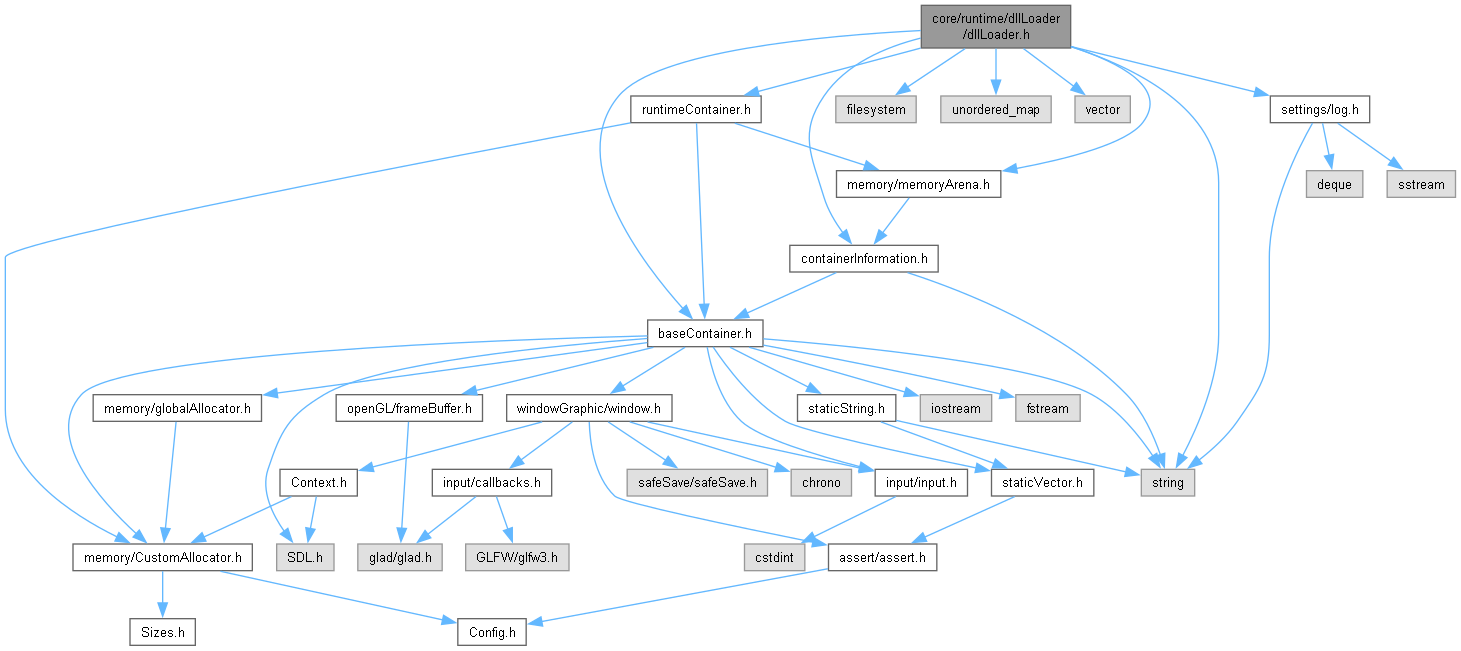 core/runtime/dllLoader
/dllLoader.h
runtimeContainer.h
filesystem
unordered_map
vector
settings/log.h
memory/memoryArena.h
deque
sstream
containerInformation.h
baseContainer.h
memory/globalAllocator.h
openGL/frameBuffer.h
windowGraphic/window.h
staticString.h
iostream
fstream
Context.h
input/callbacks.h
safeSave/safeSave.h
chrono
input/input.h
staticVector.h
string
memory/CustomAllocator.h
SDL.h
glad/glad.h
GLFW/glfw3.h
cstdint
assert/assert.h
Sizes.h
Config.h